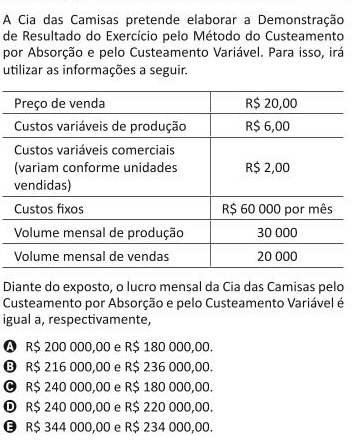 A Cia das Camisas pretende elaborar a Demonstração
de Resultado do Exercício pelo Método do Custeamento
por Absorção e pelo Custeamento Variável. Para isso, irá
utilizar as informações a seguir.
Preço de venda R$ 20,00
Custos variáveis de produção R$ 6,00
Custos variáveis comerciais
(variam conforme unidades R$ 2,00
vendidas)
Custos fixos R$ 60 000 por mês
Volume mensal de produção 30 000
Volume mensal de vendas 20 000
Diante do exposto, o lucro mensal da Cia das Camisas pelo
Custeamento por Absorção e pelo Custeamento Variável é
igual a, respectivamente,
A R$ 200 000,00 e R$ 180 000,00.
B R$ 216 000,00 e R$ 236 000,00.
C R$ 240 000,00 e R$ 180 000,00.
D R$ 240 000,00 e R$ 220 000,00.
E R$ 344 000,00 e R$ 234 000,00.